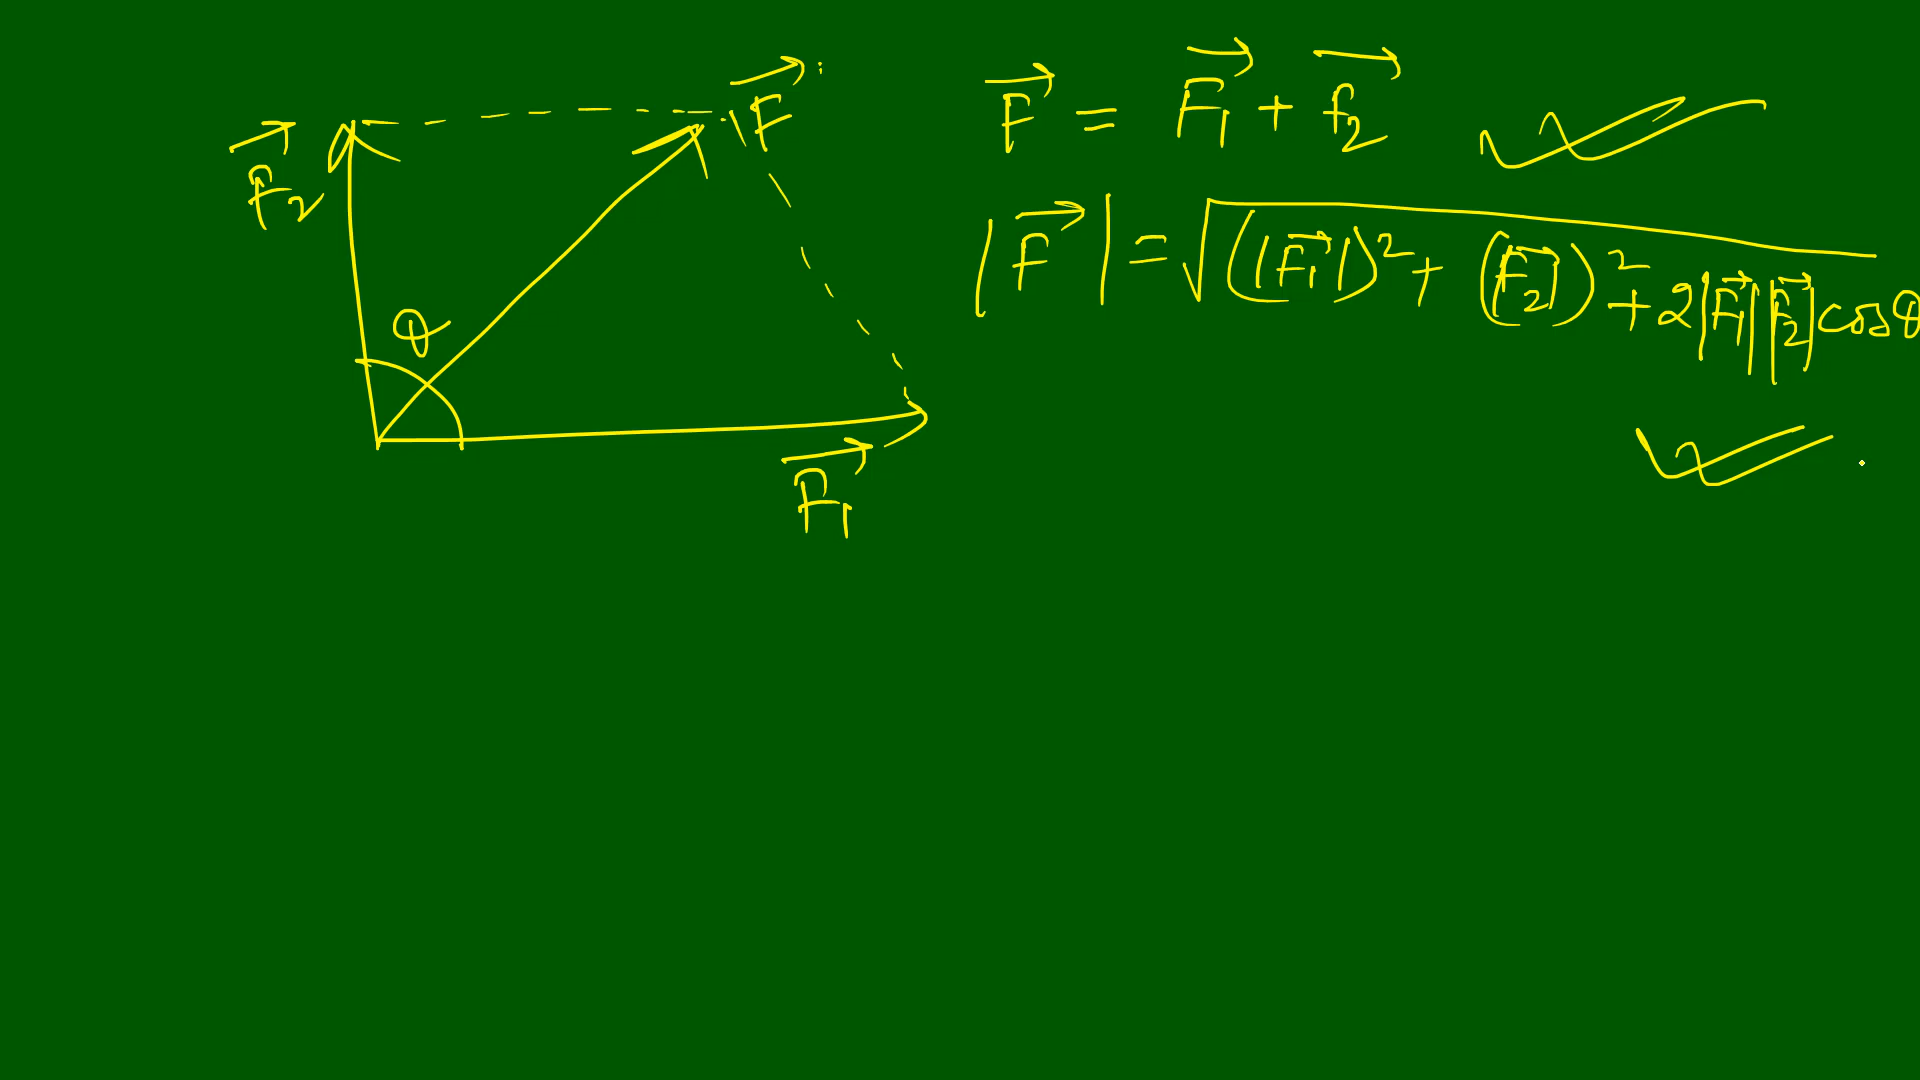 F⃗2
F⃗
θ
F⃗1
F⃗ = F⃗1 + f⃗2
|F⃗| = √((|F⃗1|)² + (|F⃗2|)² + 2|F⃗1||F⃗2|cosθ